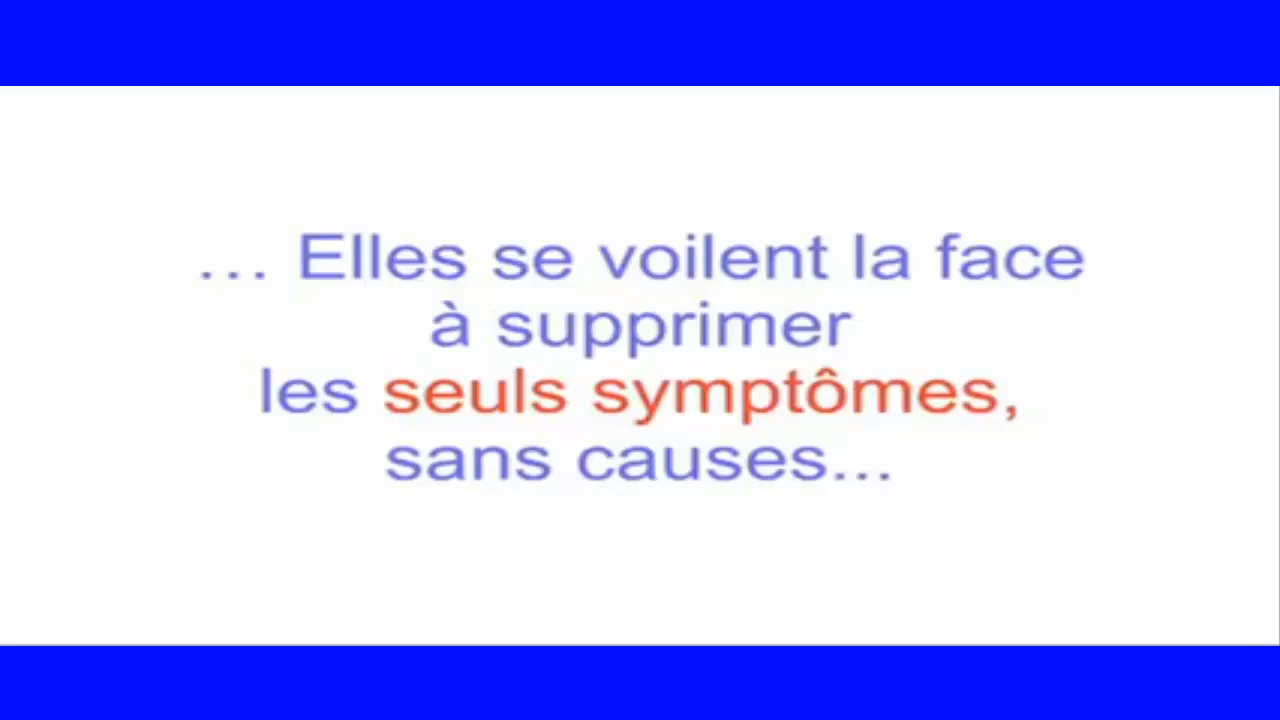 … Elles se voilent la face
à supprimer
les seuls symptômes,
sans causes...